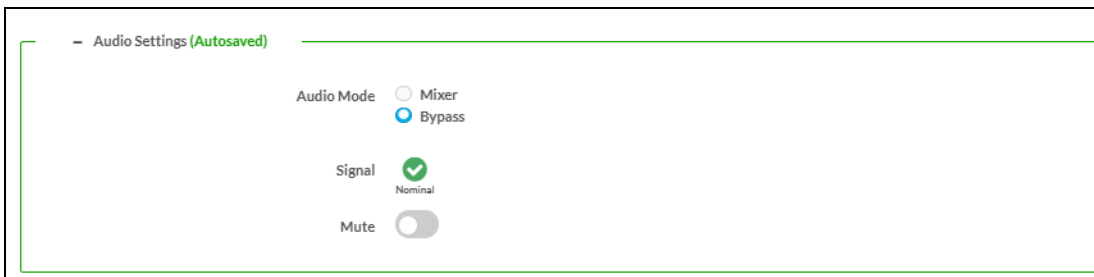 – Audio Settings (Autosaved)
Audio Mode Mixer
Bypass
Signal
Nominal
Mute